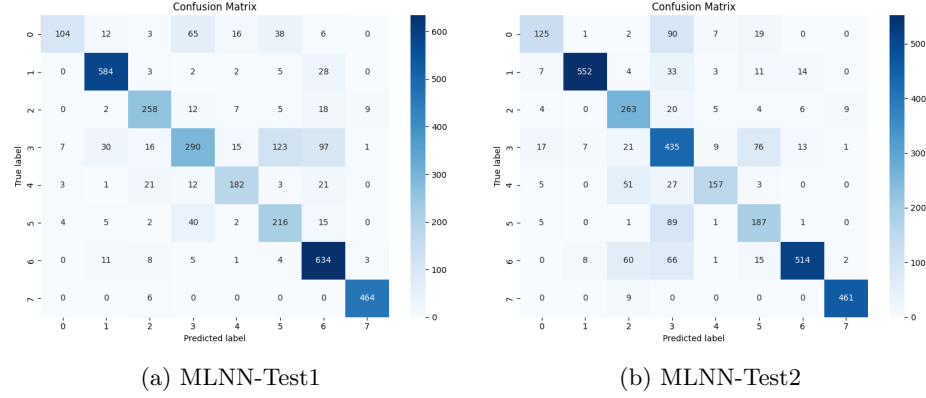 Confusion Matrix
True label
0 104 12 3 65 16 38 6 0
1 0 584 3 2 2 5 28 0
2 0 2 258 12 7 5 18 9
3 7 30 16 290 15 123 97 1
4 3 1 21 12 182 3 21 0
5 4 5 2 40 2 216 15 0
6 0 11 8 5 1 4 634 3
7 0 0 6 0 0 0 0 464
0 1 2 3 4 5 6 7
Predicted label
600
500
400
300
200
100
0
(a) MLNN-Test1
Confusion Matrix
True label
0 125 1 2 90 7 19 0 0
1 7 552 4 33 3 11 14 0
2 4 0 263 20 5 4 6 9
3 17 7 21 435 9 76 13 1
4 5 0 51 27 157 3 0 0
5 5 0 1 89 0 187 1 0
6 0 8 60 66 1 15 514 2
7 0 0 9 0 0 0 0 461
0 1 2 3 4 5 6 7
Predicted label
500
400
300
200
100
0
(b) MLNN-Test2